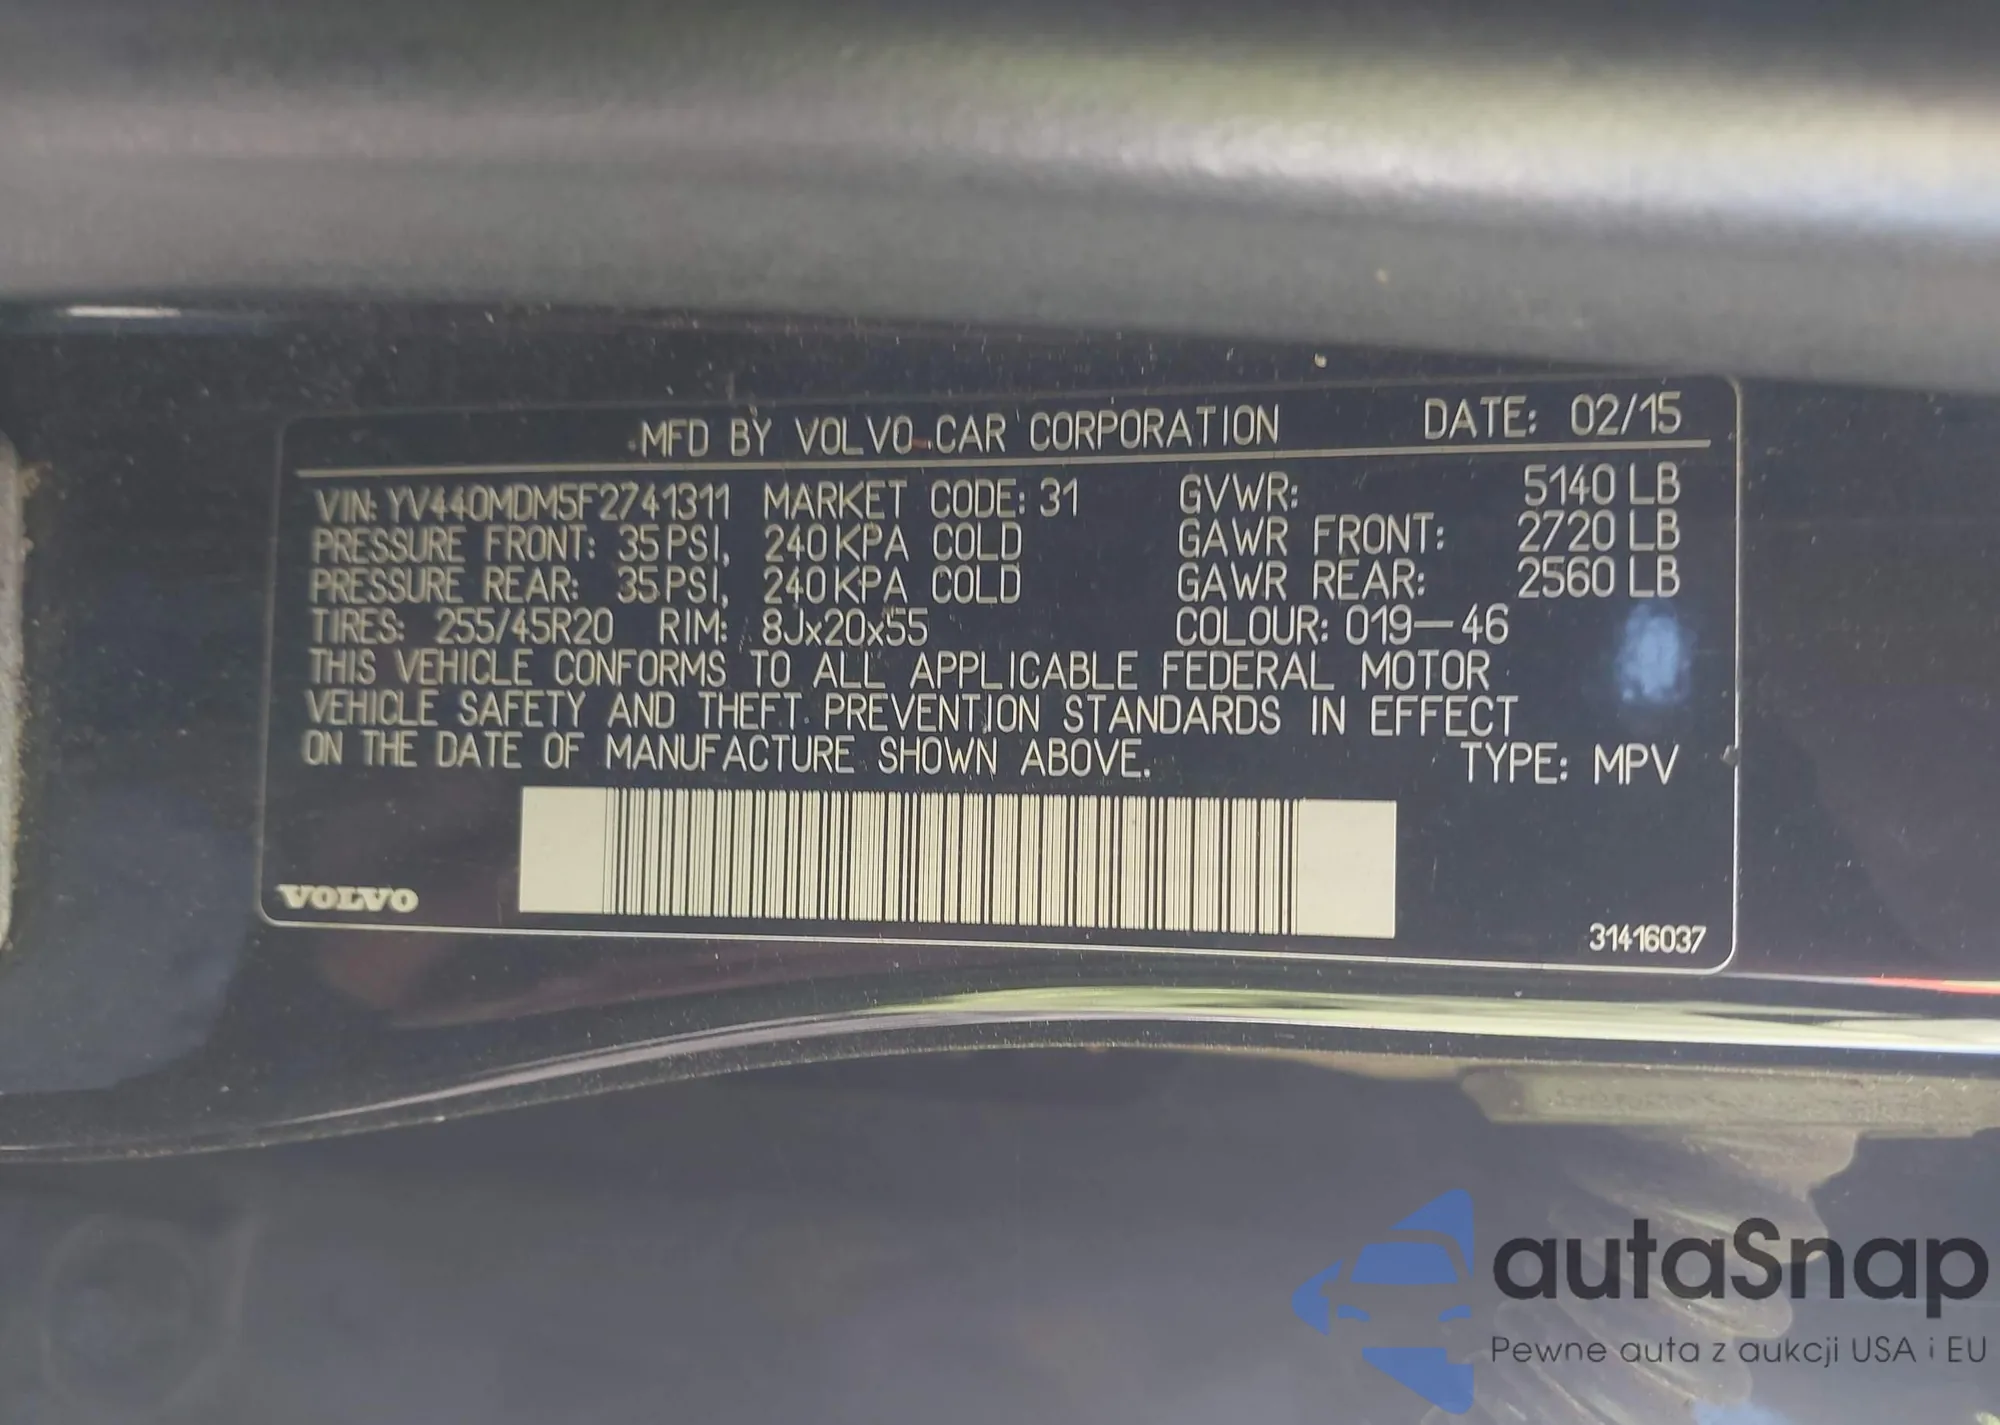 MFD BY VOLVO CAR CORPORATION DATE: 02/15
VIN: YV440MDM5F2741311 MARKET CODE: 31 GVWR: 5140 LB
PRESSURE FRONT: 35 PSI, 240 KPA COLD GAWR FRONT: 2720 LB
PRESSURE REAR: 35 PSI, 240 KPA COLD GAWR REAR: 2560 LB
TIRES: 255/45R20 RIM: 8Jx20x55 COLOUR: 019-46
THIS VEHICLE CONFORMS TO ALL APPLICABLE FEDERAL MOTOR
VEHICLE SAFETY AND THEFT PREVENTION STANDARDS IN EFFECT
ON THE DATE OF MANUFACTURE SHOWN ABOVE. TYPE: MPV
VOLVO
31416037
autaSnap
Pewne auta z aukcji USA i EU